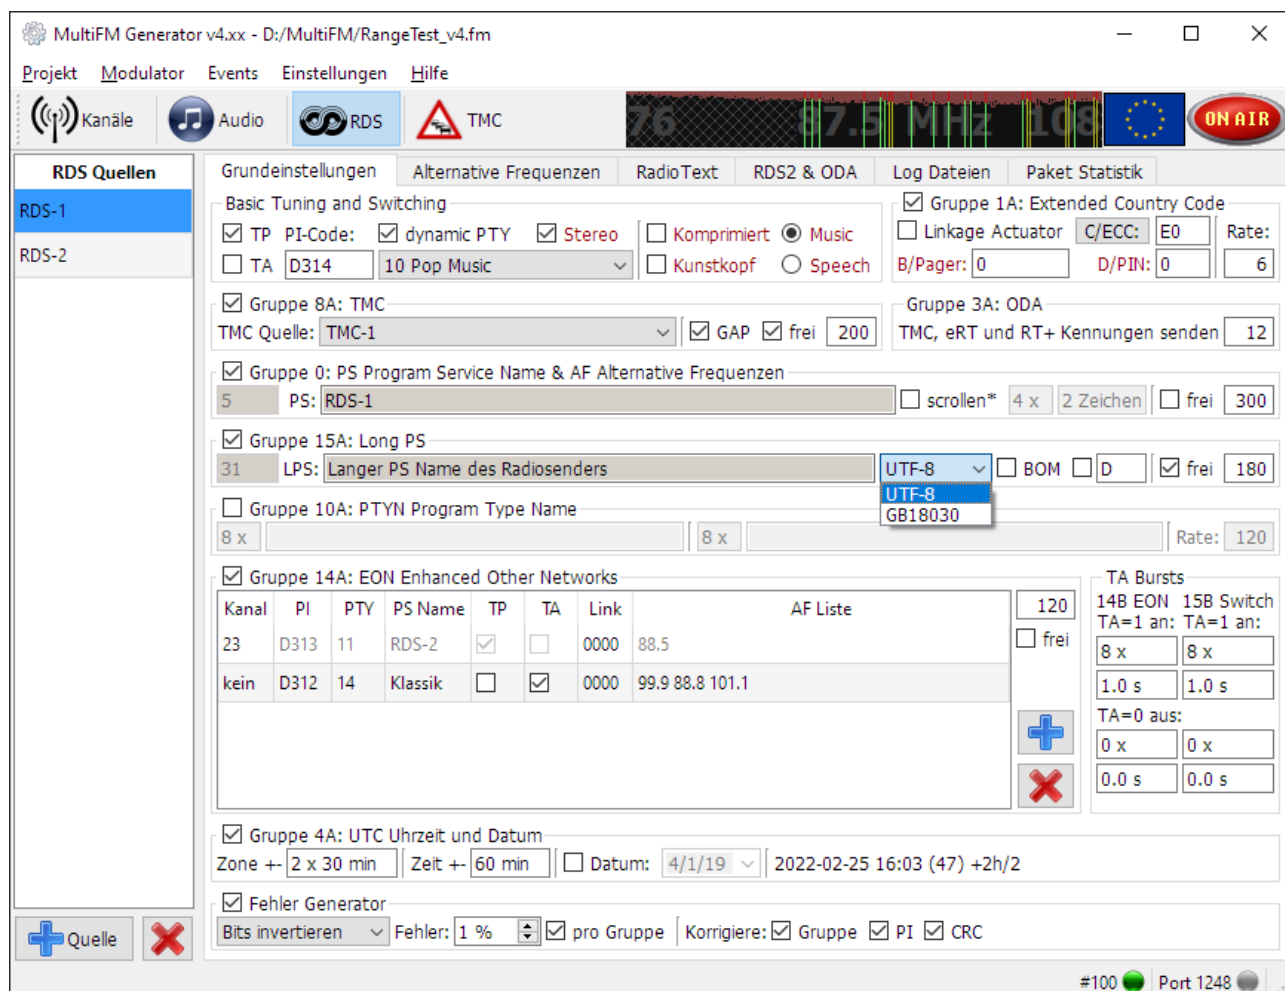 MultiFM Generator v4.xx - D:/MultiFM/RangeTest_v4.fm
Projekt Modulator Events Einstellungen Hilfe
Kanäle Audio RDS TMC 76 87.5 MHz 108 ON AIR
RDS Quellen
RDS-1
RDS-2
Quelle
Grundeinstellungen Alternative Frequenzen RadioText RDS2 & ODA Log Dateien Paket Statistik
Basic Tuning and Switching
TP PI-Code: dynamic PTY Stereo Komprimiert Music
TA D314 10 Pop Music Kunstkopf Speech
Gruppe 1A: Extended Country Code
Linkage Actuator C/ECC: E0 Rate:
B/Pager: 0 D/PIN: 0 6
Gruppe 8A: TMC
TMC Quelle: TMC-1 GAP frei 200
Gruppe 3A: ODA
TMC, eRT und RT+ Kennungen senden 12
Gruppe 0: PS Program Service Name & AF Alternative Frequenzen
5 PS: RDS-1 scrollen* 4 x 2 Zeichen frei 300
Gruppe 15A: Long PS
31 LPS: Langer PS Name des Radiosenders UTF-8 BOM D frei 180
UTF-8
GB18030
Gruppe 10A: PTYN Program Type Name
8 x 8 x Rate: 120
Gruppe 14A: EON Enhanced Other Networks
Kanal PI PTY PS Name TP TA Link AF Liste
23 D313 11 RDS-2 0000 88.5
kein D312 14 Klassik 0000 99.9 88.8 101.1
120
frei
TA Bursts
14B EON 15B Switch
TA=1 an: TA=1 an:
8 x 8 x
1.0 s 1.0 s
TA=0 aus:
0 x 0 x
0.0 s 0.0 s
Gruppe 4A: UTC Uhrzeit und Datum
Zone +- 2 x 30 min Zeit +- 60 min Datum: 4/1/19 2022-02-25 16:03 (47) +2h/2
Fehler Generator
Bits invertieren Fehler: 1 % pro Gruppe Korrigiere: Gruppe PI CRC
#100 Port 1248